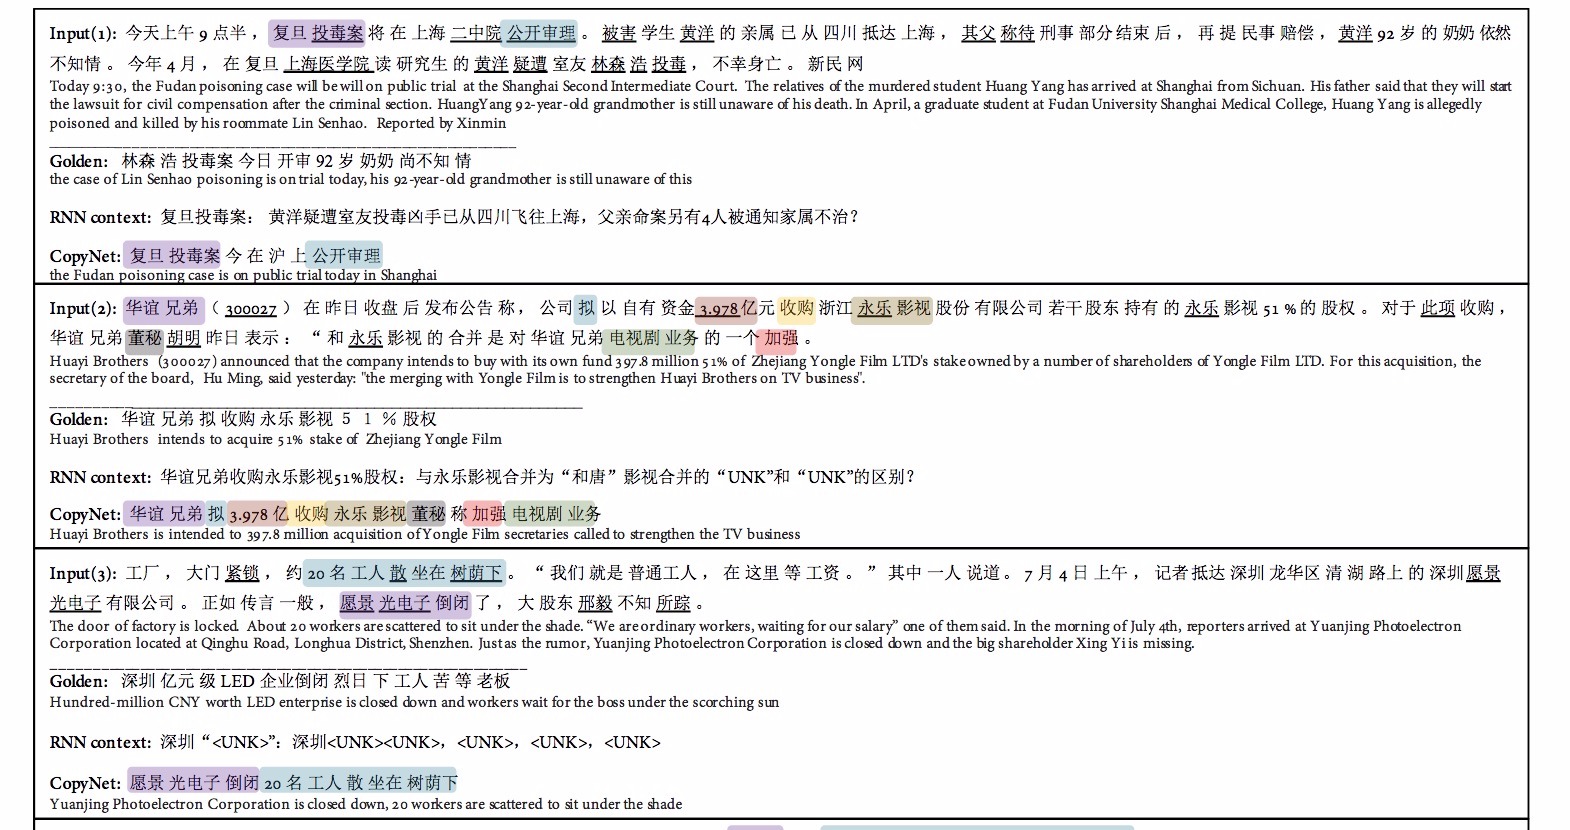 Input(1): 今天上午 9 点半 ， 复旦 投毒案 将 在 上海 二中院 公开审理 。 被害 学生 黄洋 的 亲属 已 从 四川 抵达 上海 ， 其父 称待 刑事 部分结束 后 ， 再 提 民事 赔偿 ， 黄洋 92 岁 的 奶奶 依然
不知情 。 今年 4 月 ， 在 复旦 上海医学院 读 研究生 的 黄洋 疑遭 室友 林森 浩 投毒 ， 不幸身亡 。 新民 网
Today 9:30, the Fudan poisoning case will be will on public trial at the Shanghai Second Intermediate Court. The relatives of the murdered student Huang Yang has arrived at Shanghai from Sichuan. His father said that they will start
the lawsuit for civil compensation after the criminal section. HuangYang 92-year-old grandmother is still unaware of his death. In April, a graduate student at Fudan University Shanghai Medical College, Huang Yang is allegedly
poisoned and killed by his roommate Lin Senhao. Reported by Xinmin
Golden: 林森 浩 投毒案 今日 开审 92 岁 奶奶 尚不知 情
the case of Lin Senhao poisoning is on trial today, his 92-year-old grandmother is still unaware of this
RNN context: 复旦投毒案： 黄洋疑遭室友投毒凶手已从四川飞往上海，父亲命案另有4人被通知家属不治？
CopyNet: 复旦 投毒案 今 在 沪 上 公开审理
the Fudan poisoning case is on public trial today in Shanghai
Input(2): 华谊 兄弟 （ 300027 ） 在 昨日 收盘 后 发布公告 称 ， 公司 拟 以 自有 资金 3.978 亿元 收购 浙江 永乐 影视 股份 有限公司 若干股东 持有 的 永乐 影视 51 % 的 股权 。 对于 此项 收购 ，
华谊 兄弟 董秘 胡明 昨日 表示 ： “ 和 永乐 影视 的 合并 是 对 华谊 兄弟 电视剧 业务 的 一个 加强 。
Huayi Brothers (300027) announced that the company intends to buy with its own fund 397.8 million 51% of Zhejiang Yongle Film LTD's stake owned by a number of shareholders of Yongle Film LTD. For this acquisition, the
secretary of the board, Hu Ming, said yesterday: "the merging with Yongle Film is to strengthen Huayi Brothers on TV business".
Golden: 华谊 兄弟 拟 收购 永乐 影视 ５ １ ％ 股权
Huayi Brothers intends to acquire 51% stake of Zhejiang Yongle Film
RNN context: 华谊兄弟收购永乐影视51%股权：与永乐影视合并为“和唐”影视合并的“UNK”和“UNK”的区别？
CopyNet: 华谊 兄弟 拟 3.978 亿 收购 永乐 影视 董秘 称 加强 电视剧 业务
Huayi Brothers is intended to 397.8 million acquisition of Yongle Film secretaries called to strengthen the TV business
Input(3): 工厂 ， 大门 紧锁 ， 约 20 名 工人 散 坐在 树荫下 。 “ 我们 就是 普通工人 ， 在 这里 等 工资 。 ” 其中 一人 说道 。 7 月 4 日 上午 ， 记者 抵达 深圳 龙华区 清 湖 路上 的 深圳 愿景
光电子 有限公司 。 正如 传言 一般 ， 愿景 光电子 倒闭 了 ， 大 股东 邢毅 不知 所踪 。
The door of factory is locked. About 20 workers are scattered to sit under the shade. “We are ordinary workers, waiting for our salary” one of them said. In the morning of July 4th, reporters arrived at Yuanjing Photoelectron
Corporation located at Qinghu Road, Longhua District, Shenzhen. Just as the rumor, Yuanjing Photoelectron Corporation is closed down and the big shareholder Xing Yi is missing.
Golden: 深圳 亿元 级 LED 企业倒闭 烈日 下 工人 苦 等 老板
Hundred-million CNY worth LED enterprise is closed down and workers wait for the boss under the scorching sun
RNN context: 深圳“<UNK>”：深圳<UNK><UNK>，<UNK>，<UNK>，<UNK>
CopyNet: 愿景 光电子 倒闭 20 名 工人 散 坐在 树荫下
Yuanjing Photoelectron Corporation is closed down, 20 workers are scattered to sit under the shade